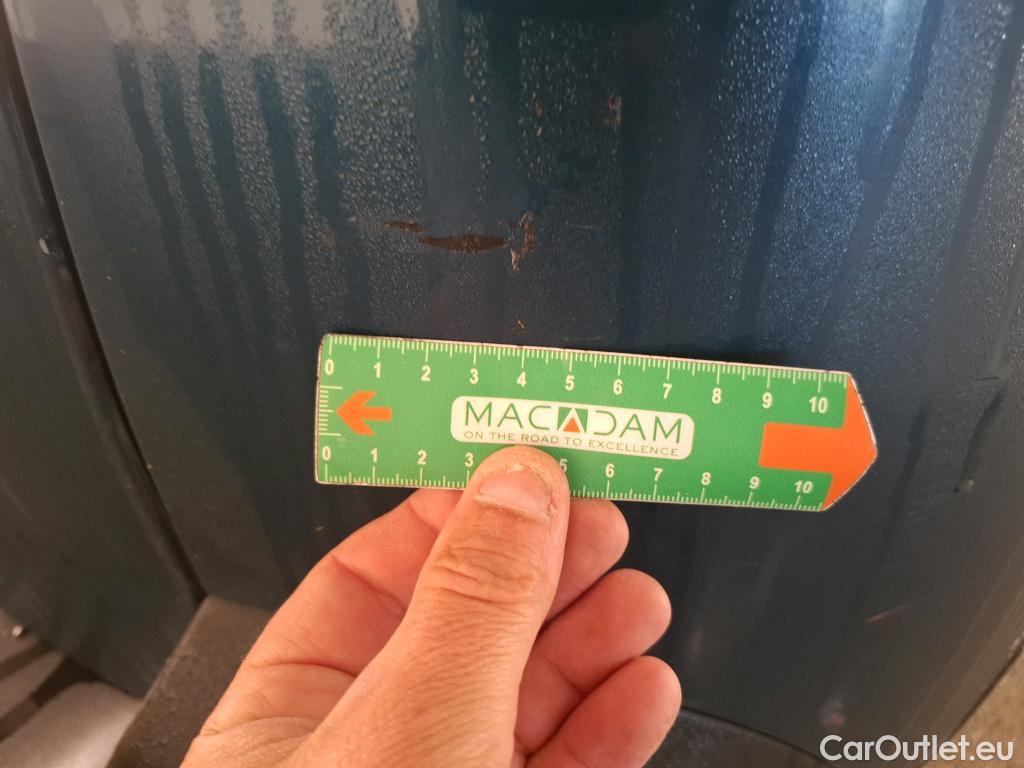 0 1 2 3 4 5 6 7 8 9 10
MACADAM
ON THE ROAD TO EXCELLENCE
0 1 2 3 5 6 7 8 9 10
CarOutlet.eu